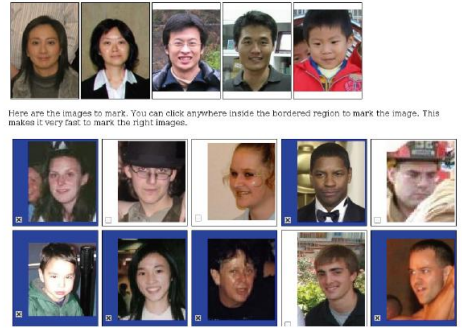 Here are the images to mark. You can click anywhere inside the bordered region to mark the image. This
makes it very fast to mark the right images.